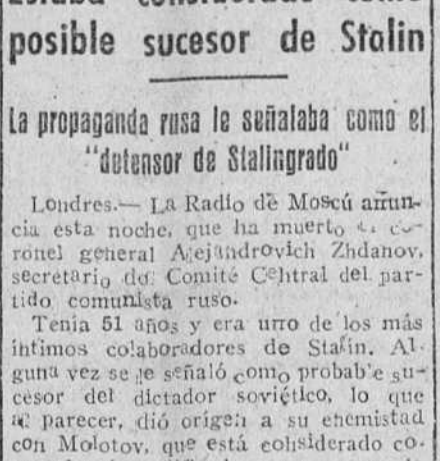 Estaba considerado como
posible sucesor de Stalin
La propaganda rusa le señalaba como el
"defensor de Stalingrado"
Londres.— La Radio de Moscú anun-
cia esta noche, que ha muerto el co-
ronel general Alejandrovich Zhdanov,
secretario del Comité Central del par-
tido comunista ruso.
Tenía 51 años y era uno de los más
íntimos colaboradores de Stalin. Al-
guna vez se le señaló como probable su-
cesor del dictador soviético, lo que
al parecer, dió origen a su enemistad
con Molotov, que está considerado co-